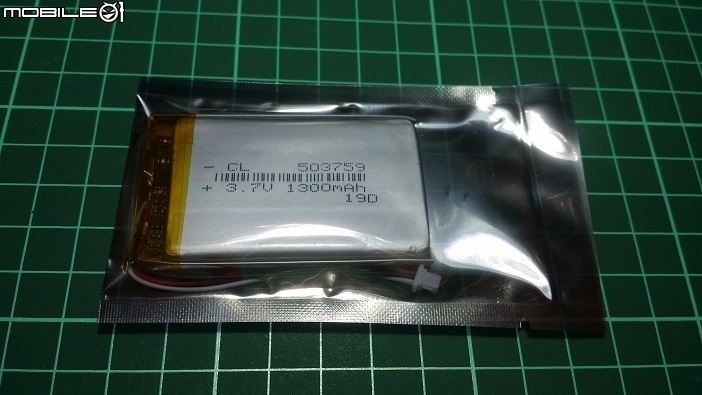 MOBILE01
- CL 503759
+ 3.7V 1300mAh
19D